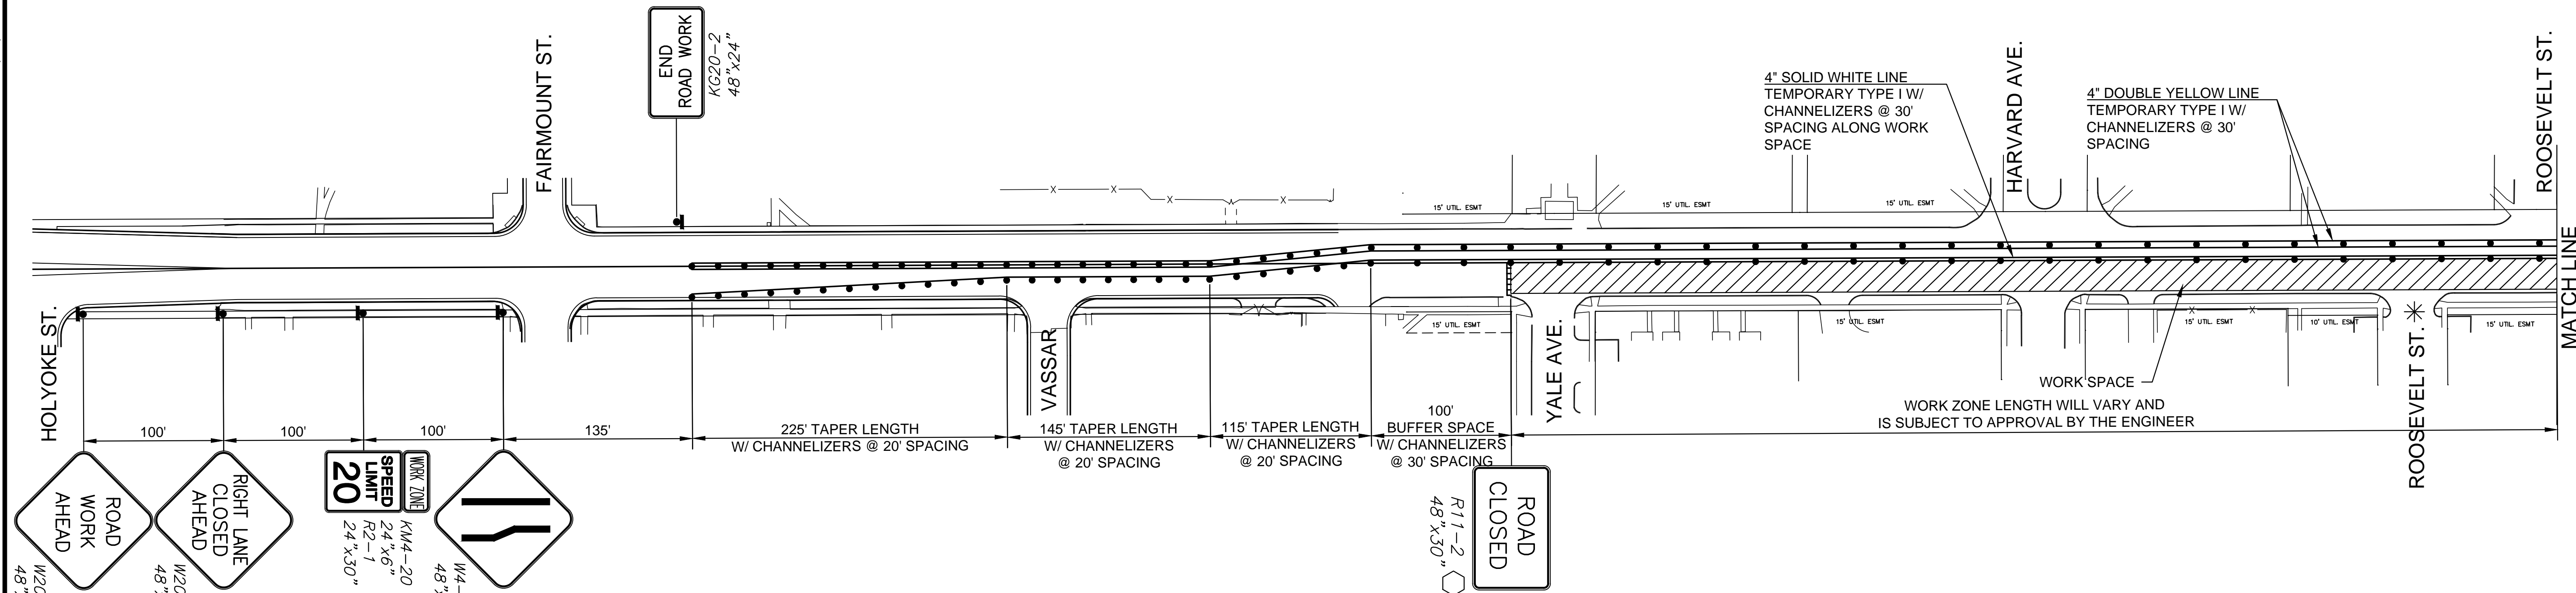 FAIRMOUNT ST.
END
ROAD WORK
KG20-2
48"x24"
4" SOLID WHITE LINE
TEMPORARY TYPE I W/
CHANNELIZERS @ 30'
SPACING ALONG WORK
SPACE
HARVARD AVE.
4" DOUBLE YELLOW LINE
TEMPORARY TYPE I W/
CHANNELIZERS @ 30'
SPACING
ROOSEVELT ST.
15' UTIL. ESMT
15' UTIL. ESMT
15' UTIL. ESMT
MATCH LINE
HOLYOKE ST.
VASSAR
15' UTIL. ESMT
YALE AVE.
15' UTIL. ESMT
15' UTIL. ESMT
10' UTIL. ESMT
15' UTIL. ESMT
ROOSEVELT ST.
WORK SPACE
WORK ZONE LENGTH WILL VARY AND
IS SUBJECT TO APPROVAL BY THE ENGINEER
100'
100'
100'
135'
225' TAPER LENGTH
W/ CHANNELIZERS @ 20' SPACING
145' TAPER LENGTH
W/ CHANNELIZERS
@ 20' SPACING
115' TAPER LENGTH
W/ CHANNELIZERS
@ 20' SPACING
100'
BUFFER SPACE
W/ CHANNELIZERS
@ 30' SPACING
ROAD
WORK
AHEAD
RIGHT LANE
CLOSED
AHEAD
WORK ZONE
SPEED
LIMIT
20
KM4-20
24"x6"
R2-1
24"x30"
W4-
48"
ROAD
CLOSED
R11-2
48"x30"